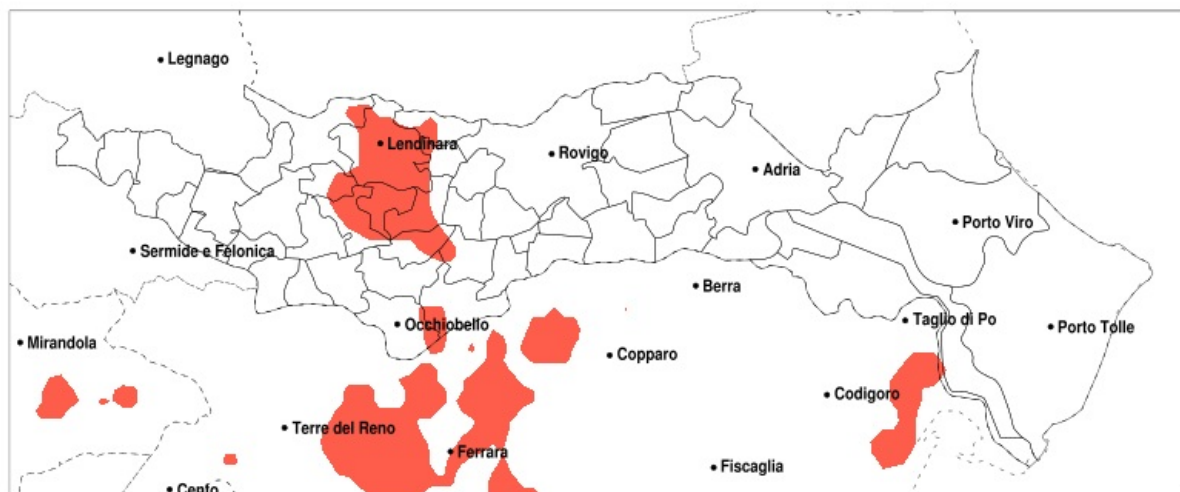 Legnago
Lendinara
Rovigo
Adria
Porto Viro
Sermide e Felonica
Berra
Taglio di Po
Occhiobello
Porto Tolle
Mirandola
Copparo
Codigoro
Terre del Reno
Ferrara
Fiscaglia
Cento